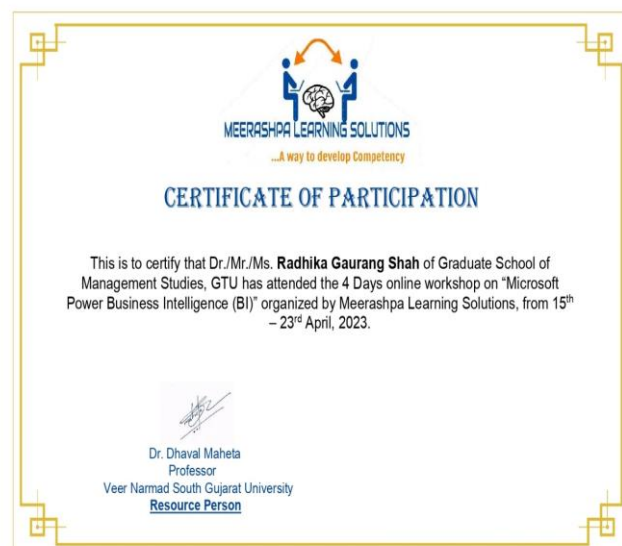 MEERASHPA LEARNING SOLUTIONS
...A way to develop Competency
CERTIFICATE OF PARTICIPATION
This is to certify that Dr./Mr./Ms. Radhika Gaurang Shah of Graduate School of
Management Studies, GTU has attended the 4 Days online workshop on “Microsoft
Power Business Intelligence (BI)” organized by Meerashpa Learning Solutions, from 15th
– 23rd April, 2023.
Dr. Dhaval Maheta
Professor
Veer Narmad South Gujarat University
Resource Person